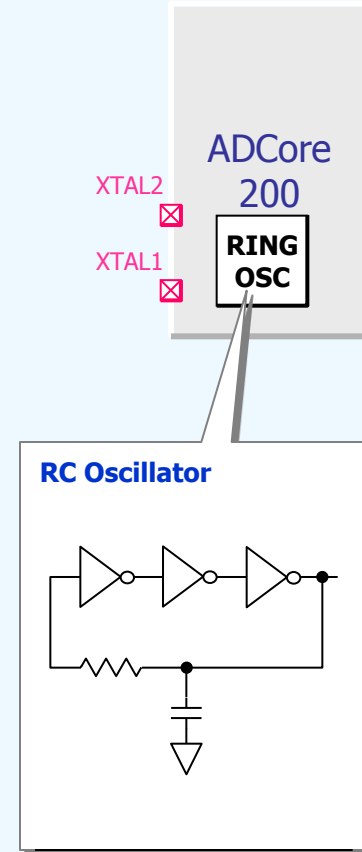 ADCore
200
XTAL2
RING
OSC
XTAL1
RC Oscillator